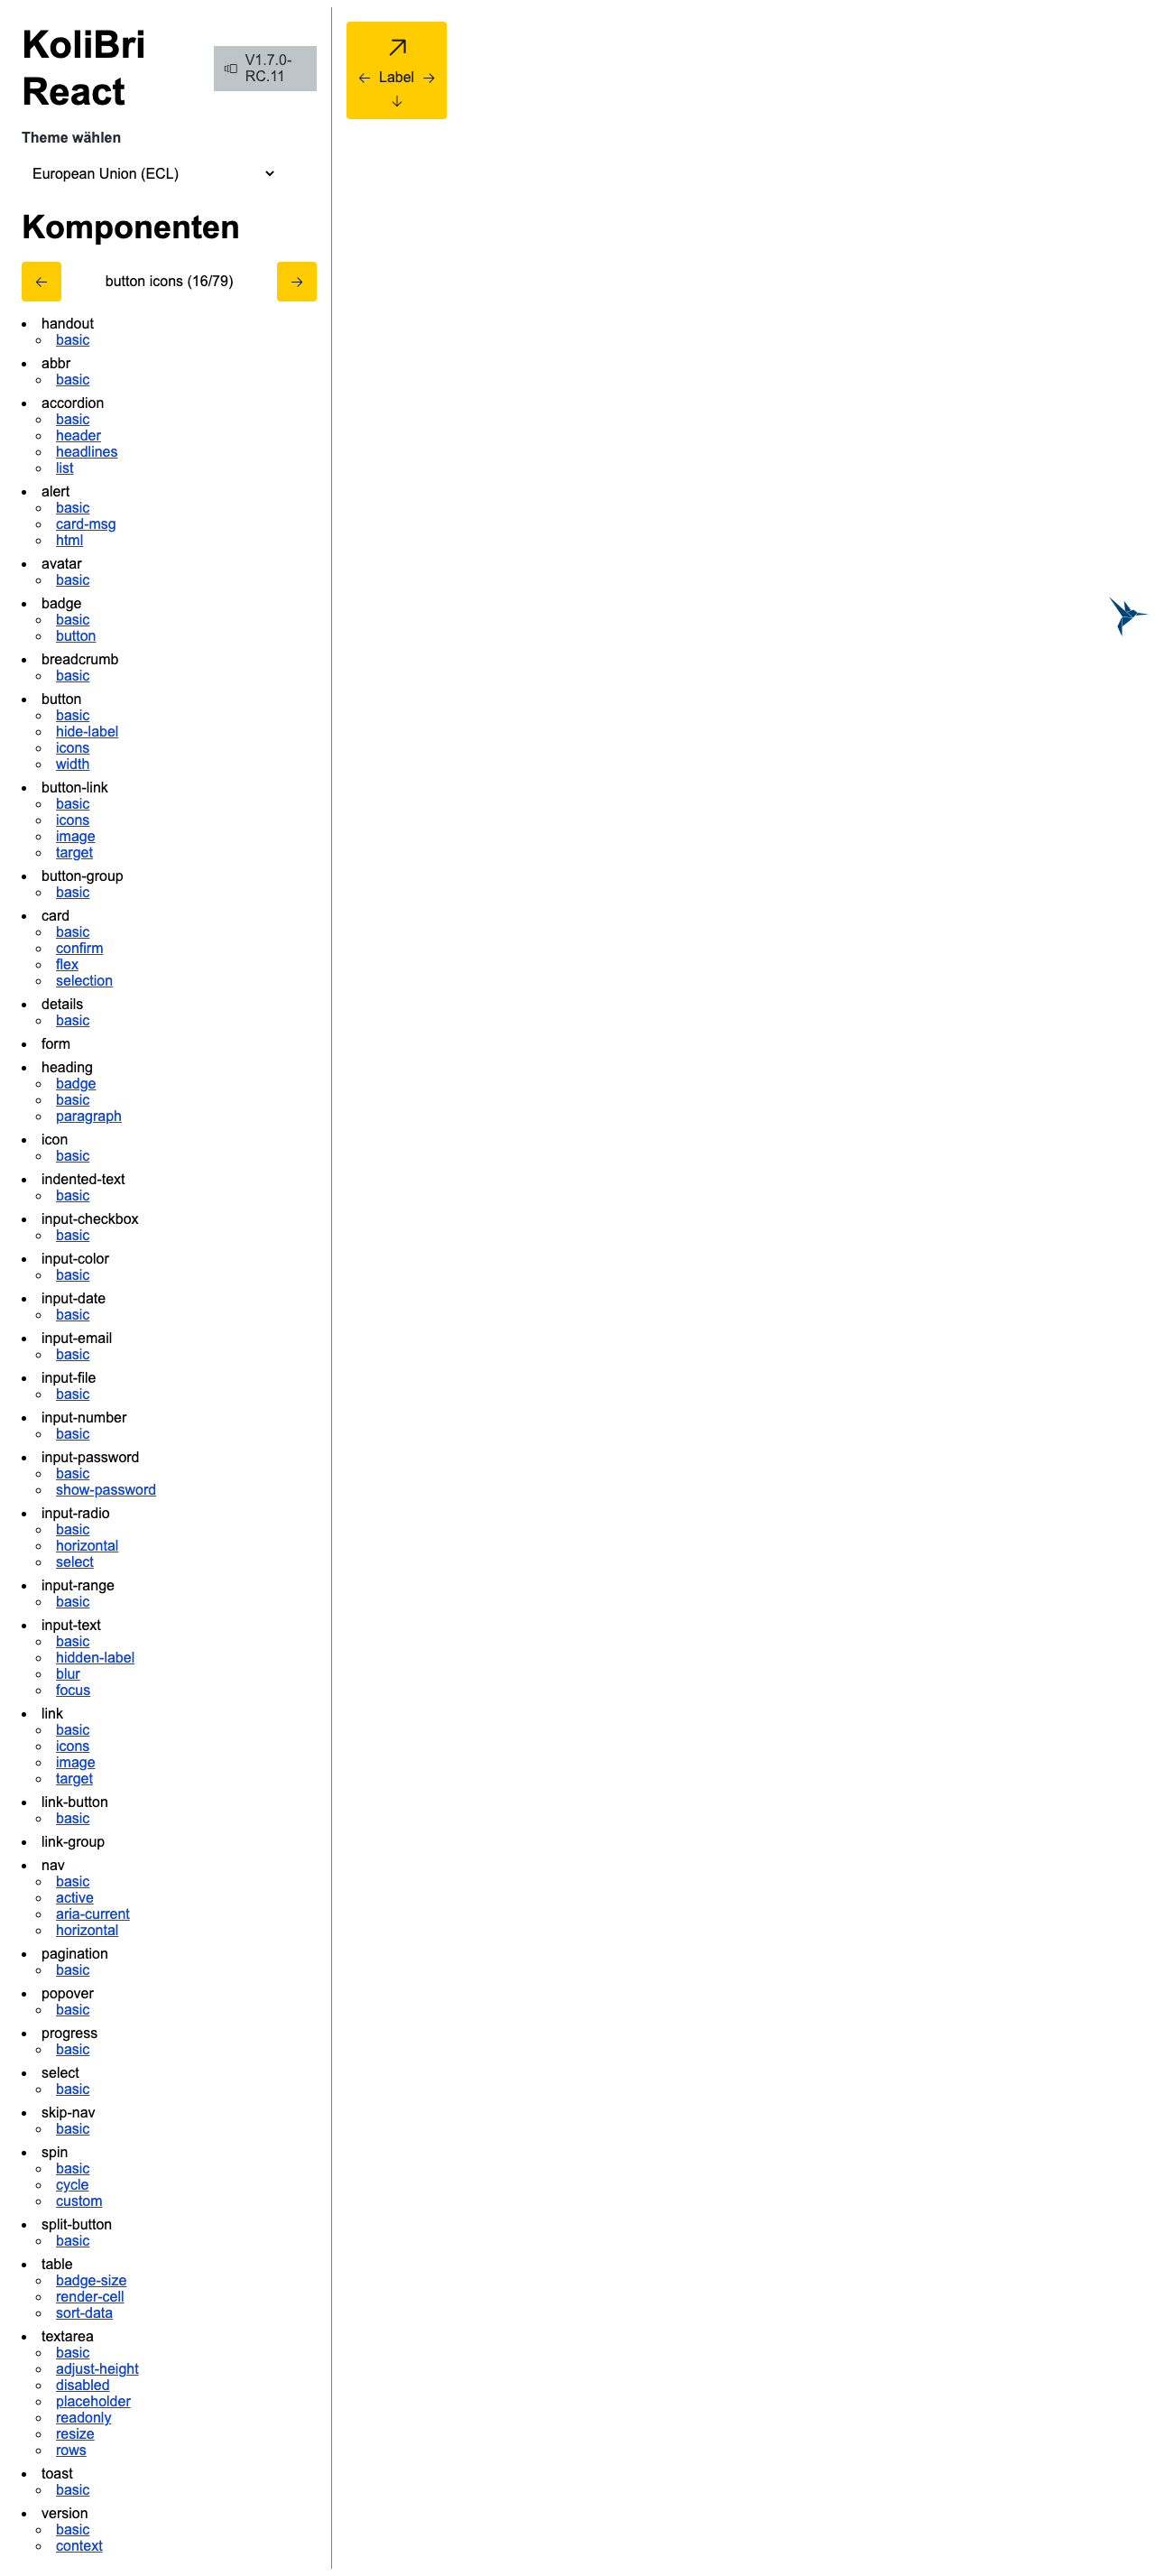 KoliBri
React
V1.7.0-
RC.11
Theme wählen
European Union (ECL)
Komponenten
button icons (16/79)
handout
basic
abbr
basic
accordion
basic
header
headlines
list
alert
basic
card-msg
html
avatar
basic
badge
basic
button
breadcrumb
basic
button
basic
hide-label
icons
width
button-link
basic
icons
image
target
button-group
basic
card
basic
confirm
flex
selection
details
basic
form
heading
badge
basic
paragraph
icon
basic
indented-text
basic
input-checkbox
basic
input-color
basic
input-date
basic
input-email
basic
input-file
basic
input-number
basic
input-password
basic
show-password
input-radio
basic
horizontal
select
input-range
basic
input-text
basic
hidden-label
blur
focus
link
basic
icons
image
target
link-button
basic
link-group
nav
basic
active
aria-current
horizontal
pagination
basic
popover
basic
progress
basic
select
basic
skip-nav
basic
spin
basic
cycle
custom
split-button
basic
table
badge-size
render-cell
sort-data
textarea
basic
adjust-height
disabled
placeholder
readonly
resize
rows
toast
basic
version
basic
context
Label